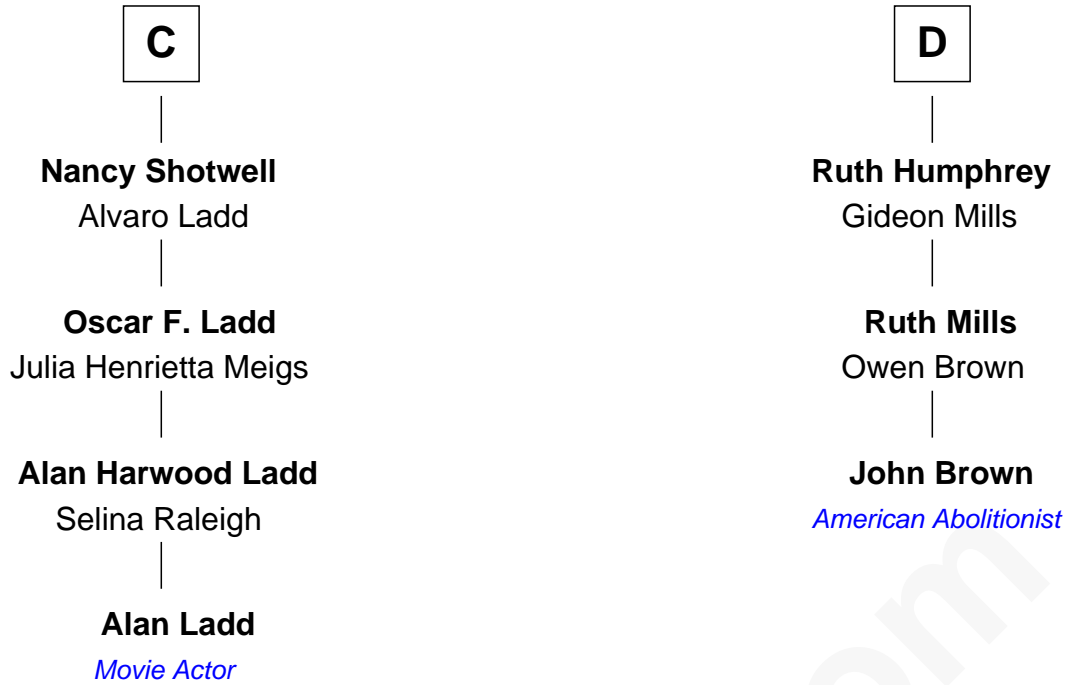 C
Nancy Shotwell
Alvaro Ladd
Oscar F. Ladd
Julia Henrietta Meigs
Alan Harwood Ladd
Selina Raleigh
Alan Ladd
Movie Actor
D
Ruth Humphrey
Gideon Mills
Ruth Mills
Owen Brown
John Brown
American Abolitionist
om